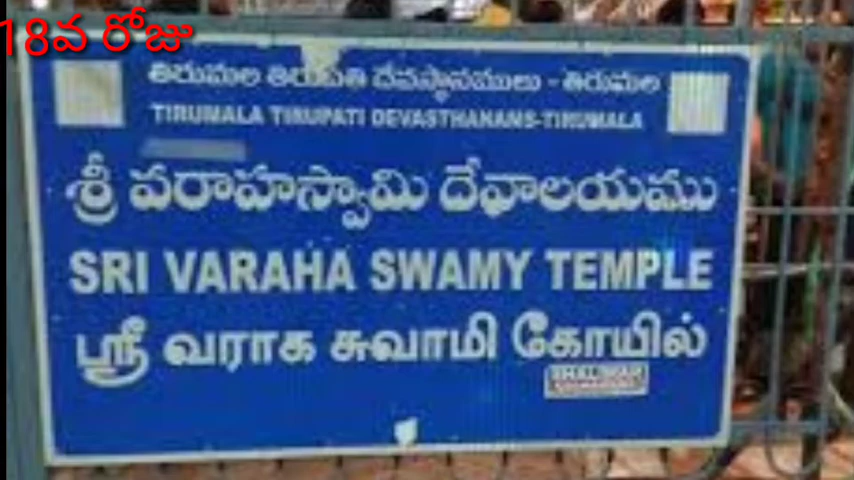 18వ రోజు
తిరుమల తిరుపతి దేవస్థానములు - తిరుమల
TIRUMALA TIRUPATI DEVASTHANAMS-TIRUMALA
శ్రీ వరాహస్వామి దేవాలయము
SRI VARAHA SWAMY TEMPLE
ஸ்ரீ வராக சுவாமி கோயில்